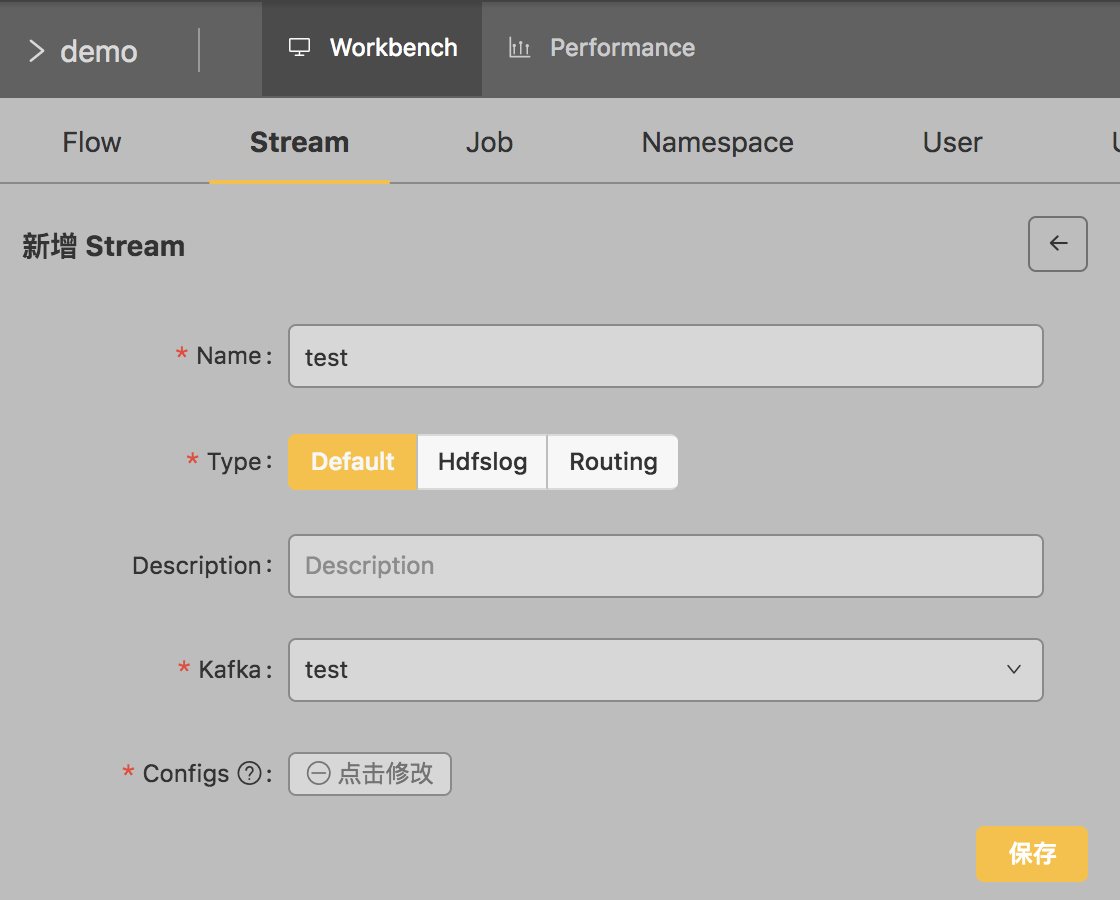 demo Workbench Performance
Flow Stream Job Namespace User
新增 Stream
* Name: test
* Type: Default Hdfslog Routing
Description: Description
* Kafka: test
* Configs ?: 点击修改
保存